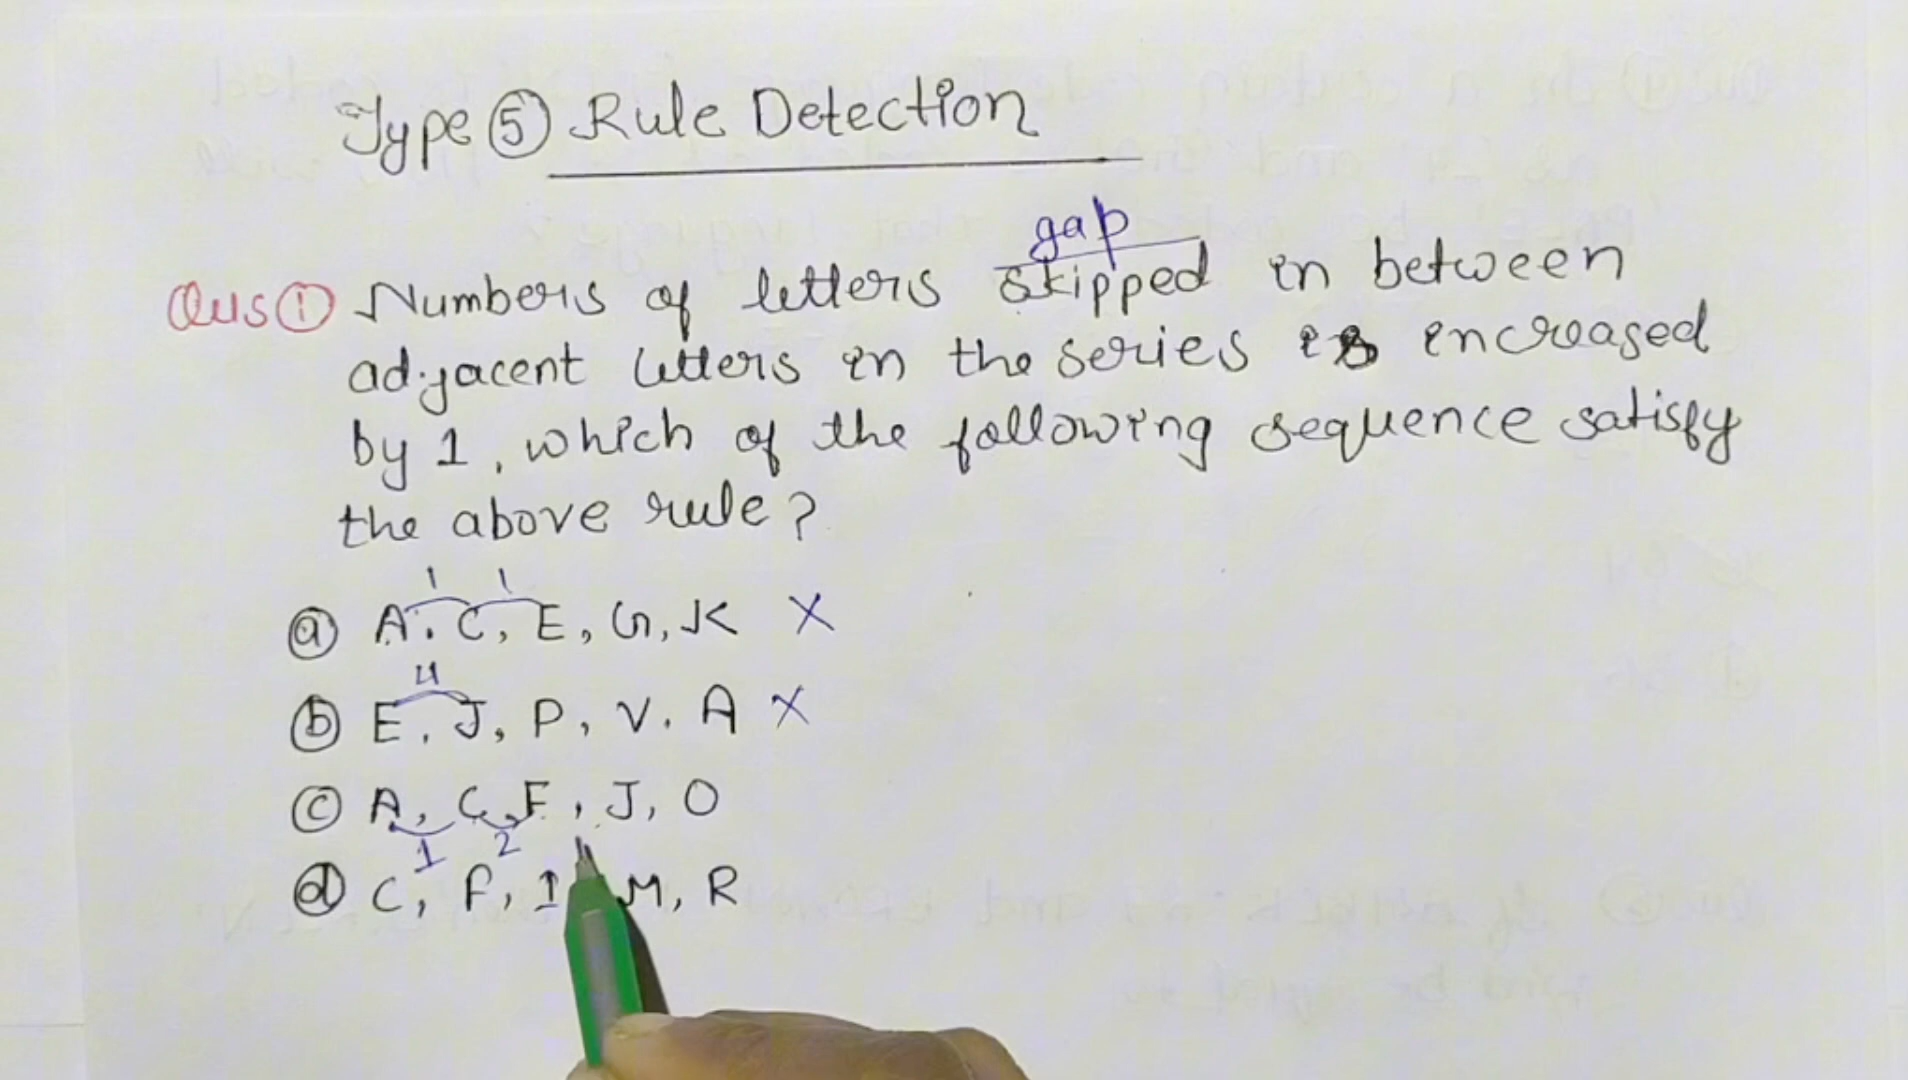 Type ⑤ Rule Detection
gap
Ques ① Numbers of letters skipped in between
adjacent letters in the series is increased
by 1, which of the following sequence satisfy
the above rule?
1 1
ⓐ A, C, E, G, K X
4
ⓑ E, J, P, V, A X
ⓒ A, C, F, J, O
1 2
ⓓ C, F, I M, R